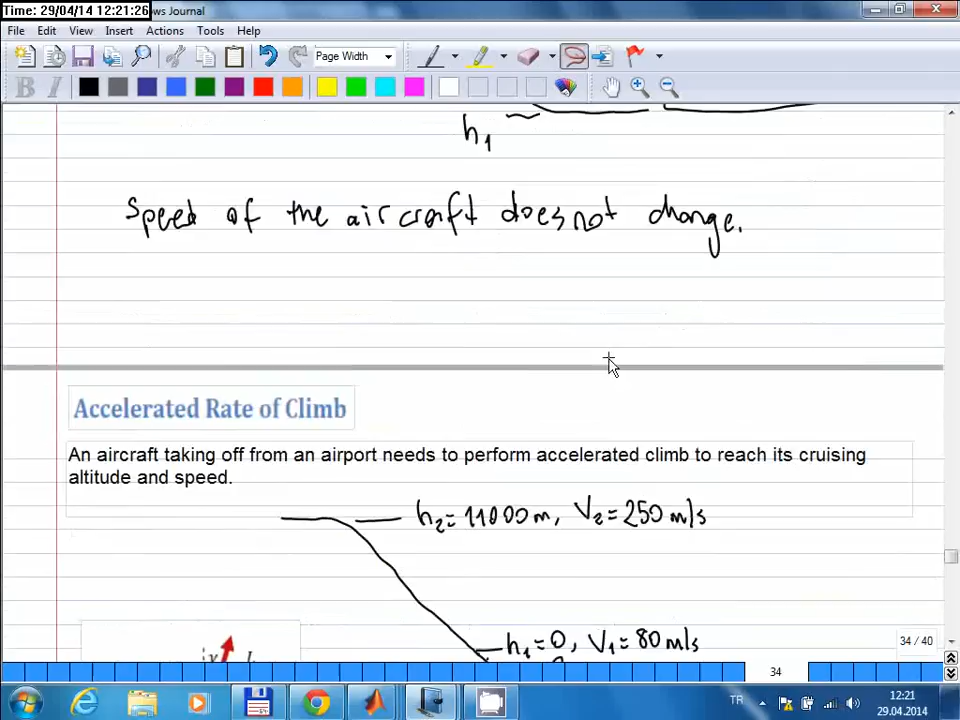 Time: 29/04/14 12:21:26
ws Journal
File Edit View Insert Actions Tools Help
Page Width
B I
h1
Speed of the aircraft does not change.
Accelerated Rate of Climb
An aircraft taking off from an airport needs to perform accelerated climb to reach its cruising
altitude and speed.
h2=11000m, V2=250 m/s
h1=0, V1=80 m/s
34 / 40
34
TR
12:21
29.04.2014